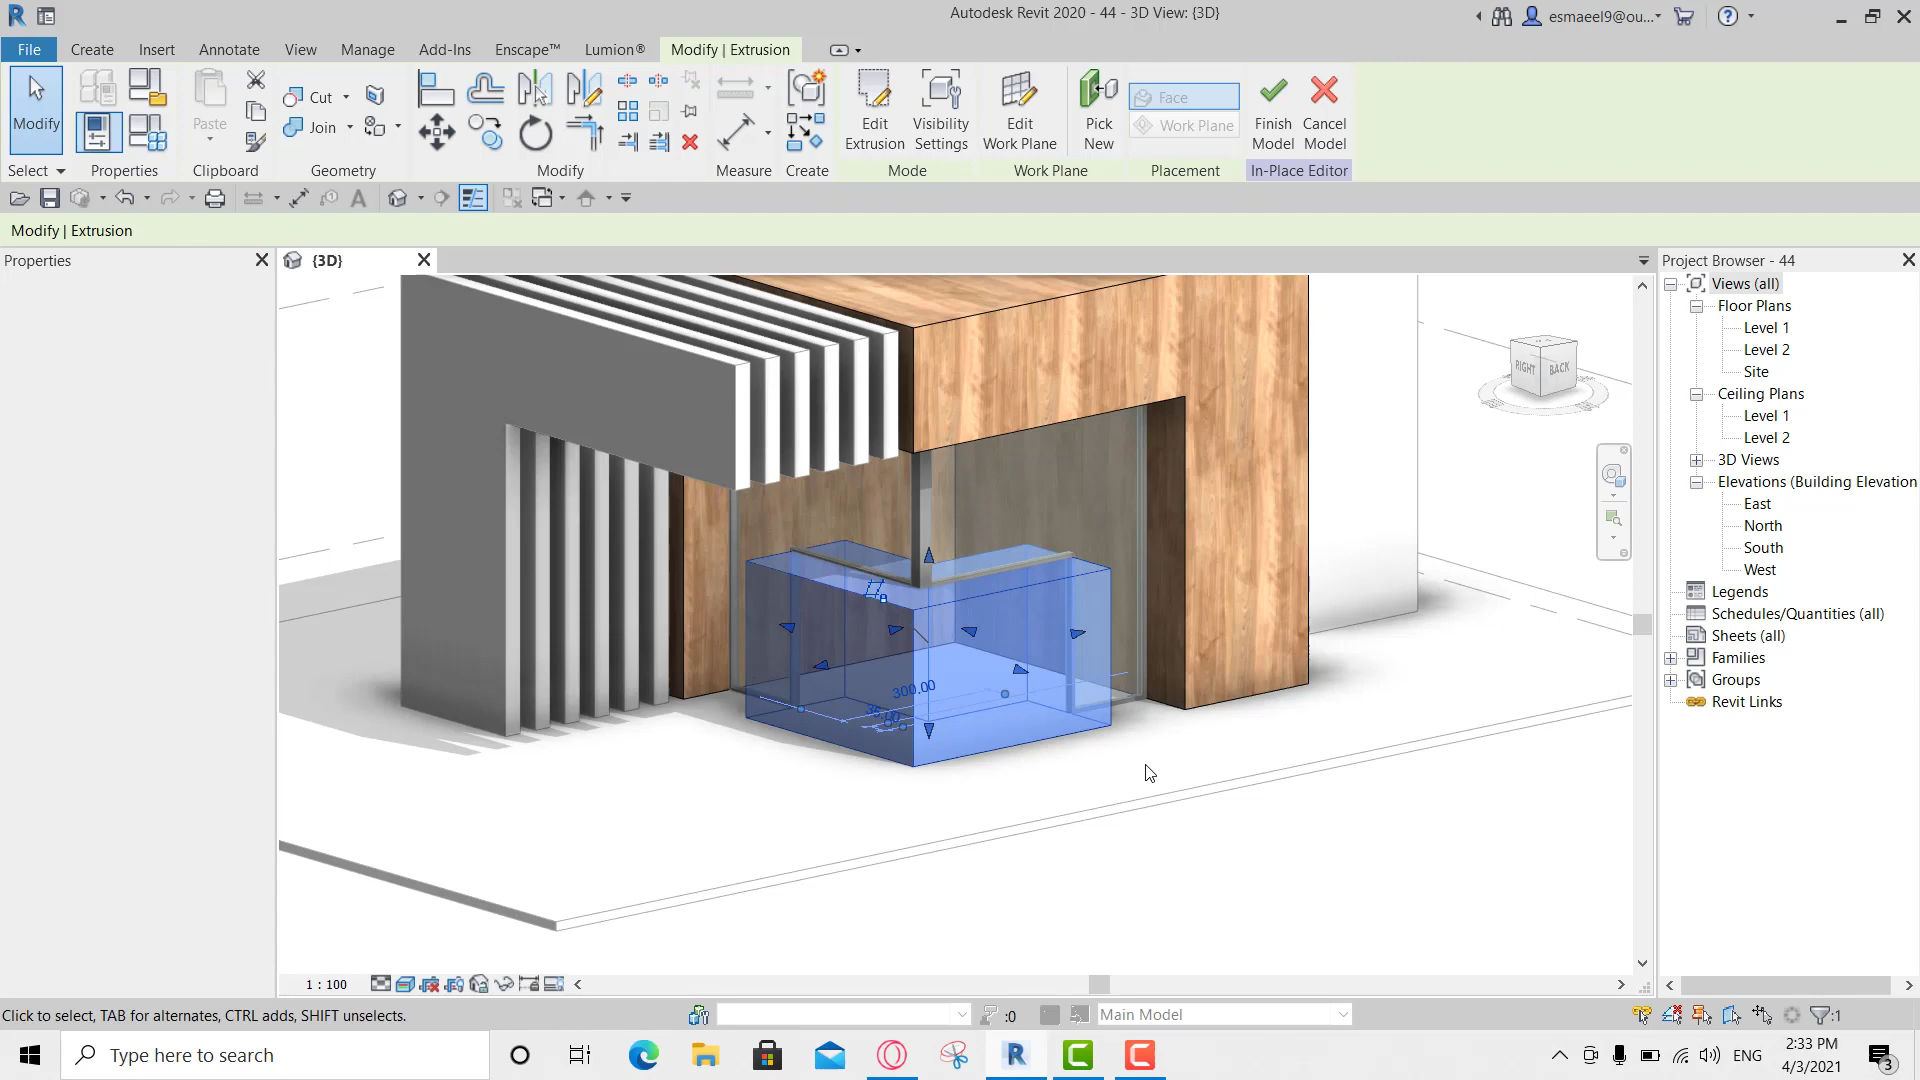 Autodesk Revit 2020 - 44 - 3D View: {3D}
esmaeel9@ou...
File Create Insert Annotate View Manage Add-Ins Enscape™ Lumion® Modify | Extrusion
Modify
Paste
Cut
Join
Edit Extrusion
Visibility Settings
Edit Work Plane
Pick New
Face
Work Plane
Finish Model
Cancel Model
Select Properties Clipboard Geometry Modify Measure Create Mode Work Plane Placement In-Place Editor
Modify | Extrusion
Properties
{3D}
Project Browser - 44
Views (all)
Floor Plans
Level 1
Level 2
Site
Ceiling Plans
Level 1
Level 2
3D Views
Elevations (Building Elevation
East
North
South
West
Legends
Schedules/Quantities (all)
Sheets (all)
Families
Groups
Revit Links
RIGHT BACK
300.00
1 : 100
Click to select, TAB for alternates, CTRL adds, SHIFT unselects.
:0
Main Model
:1
Type here to search
ENG
2:33 PM
4/3/2021
3